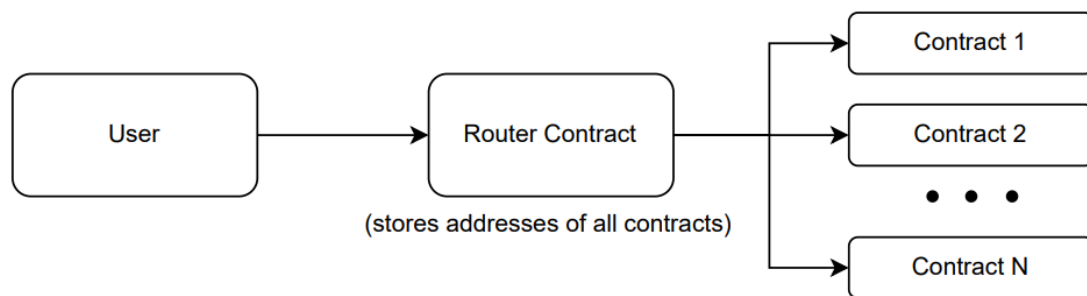 User
Router Contract
(stores addresses of all contracts)
Contract 1
Contract 2
• • •
Contract N